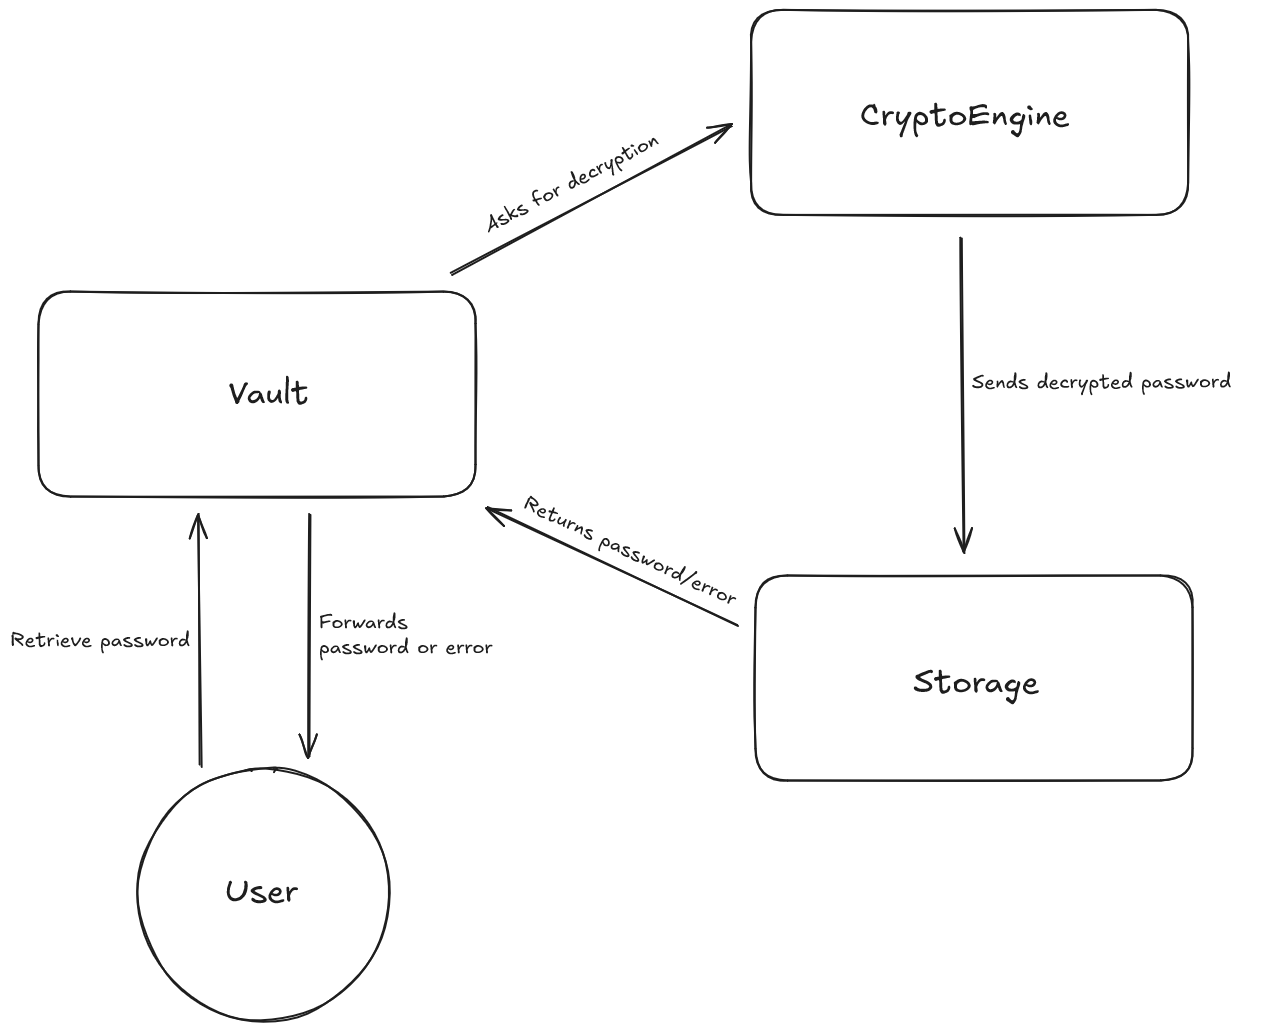 CryptoEngine
Asks for decryption
Vault
Sends decrypted password
Returns password/error
Retrieve password
Forwards
password or error
Storage
User